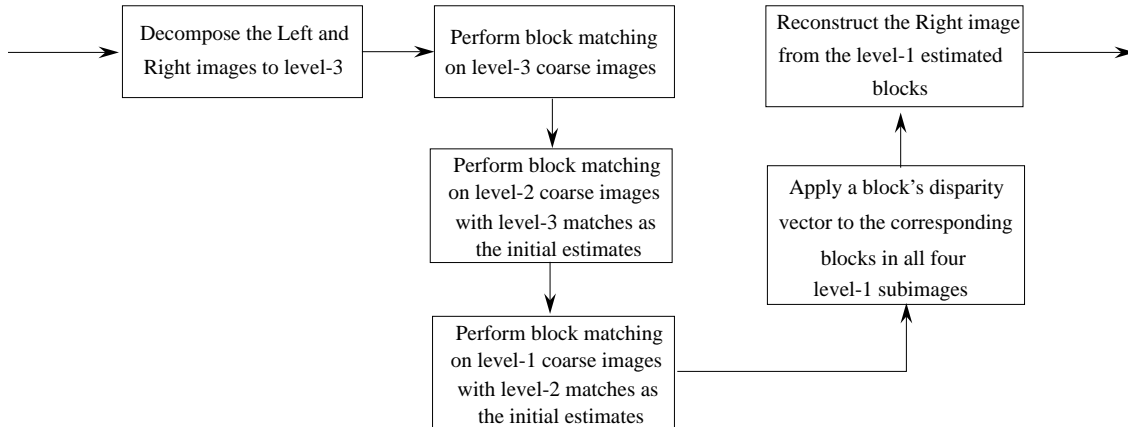 Decompose the Left and
Right images to level-3
Perform block matching
on level-3 coarse images
Perform block matching
on level-2 coarse images
with level-3 matches as
the initial estimates
Perform block matching
on level-1 coarse images
with level-2 matches as
the initial estimates
Apply a block's disparity
vector to the corresponding
blocks in all four
level-1 subimages
Reconstruct the Right image
from the level-1 estimated
blocks